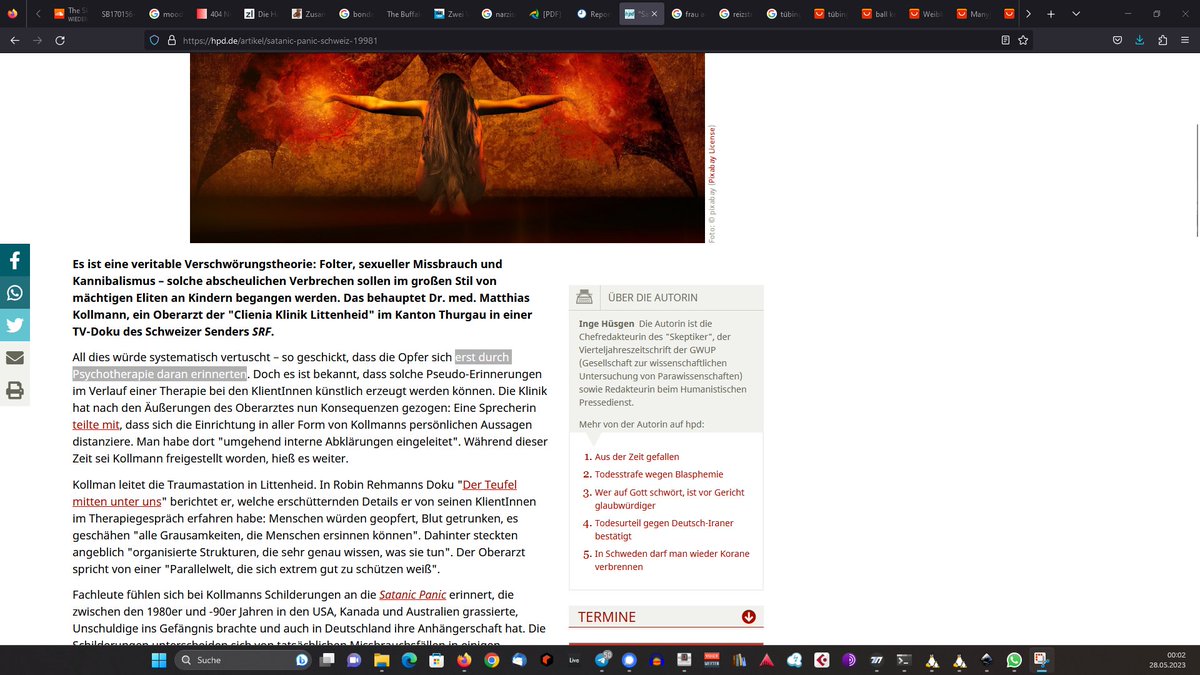 The S
WIEDER
SB170156
mood
404 N
Die H
Zusan
bonde
The Buffal
Zwei
narzis
[PDF]
Repor
frau a
reizst
tübin
tübin
ball k
Weibl
Many
https://hpd.de/artikel/satanic-panic-schweiz-19981
Foto: © pixabay (Pixabay License)
Es ist eine veritable Verschwörungstheorie: Folter, sexueller Missbrauch und
Kannibalismus – solche abscheulichen Verbrechen sollen im großen Stil von
mächtigen Eliten an Kindern begangen werden. Das behauptet Dr. med. Matthias
Kollmann, ein Oberarzt der "Clienia Klinik Littenheid" im Kanton Thurgau in einer
TV-Doku des Schweizer Senders SRF.
All dies würde systematisch vertuscht – so geschickt, dass die Opfer sich erst durch
Psychotherapie daran erinnerten. Doch es ist bekannt, dass solche Pseudo-Erinnerungen
im Verlauf einer Therapie bei den KlientInnen künstlich erzeugt werden können. Die Klinik
hat nach den Äußerungen des Oberarztes nun Konsequenzen gezogen: Eine Sprecherin
teilte mit, dass sich die Einrichtung in aller Form von Kollmanns persönlichen Aussagen
distanziere. Man habe dort "umgehend interne Abklärungen eingeleitet". Während dieser
Zeit sei Kollmann freigestellt worden, hieß es weiter.
Kollman leitet die Traumastation in Littenheid. In Robin Rehmanns Doku "Der Teufel
mitten unter uns" berichtet er, welche erschütternden Details er von seinen KlientInnen
im Therapiegespräch erfahren habe: Menschen würden geopfert, Blut getrunken, es
geschähen "alle Grausamkeiten, die Menschen ersinnen können". Dahinter steckten
angeblich "organisierte Strukturen, die sehr genau wissen, was sie tun". Der Oberarzt
spricht von einer "Parallelwelt, die sich extrem gut zu schützen weiß".
Fachleute fühlen sich bei Kollmanns Schilderungen an die Satanic Panic erinnert, die
zwischen den 1980er und -90er Jahren in den USA, Kanada und Australien grassierte,
Unschuldige ins Gefängnis brachte und auch in Deutschland ihre Anhängerschaft hat. Die
Schilderungen unterscheiden sich von tatsächlichen Missbrauchsfällen in einigen
ÜBER DIE AUTORIN
Inge Hüsgen Die Autorin ist die
Chefredakteurin des "Skeptiker", der
Vierteljahreszeitschrift der GWUP
(Gesellschaft zur wissenschaftlichen
Untersuchung von Parawissenschaften)
sowie Redakteurin beim Humanistischen
Pressedienst.
Mehr von der Autorin auf hpd:
1. Aus der Zeit gefallen
2. Todesstrafe wegen Blasphemie
3. Wer auf Gott schwört, ist vor Gericht
glaubwürdiger
4. Todesurteil gegen Deutsch-Iraner
bestätigt
5. In Schweden darf man wieder Korane
verbrennen
TERMINE
Suche
Live
50
00:02
28.05.2023